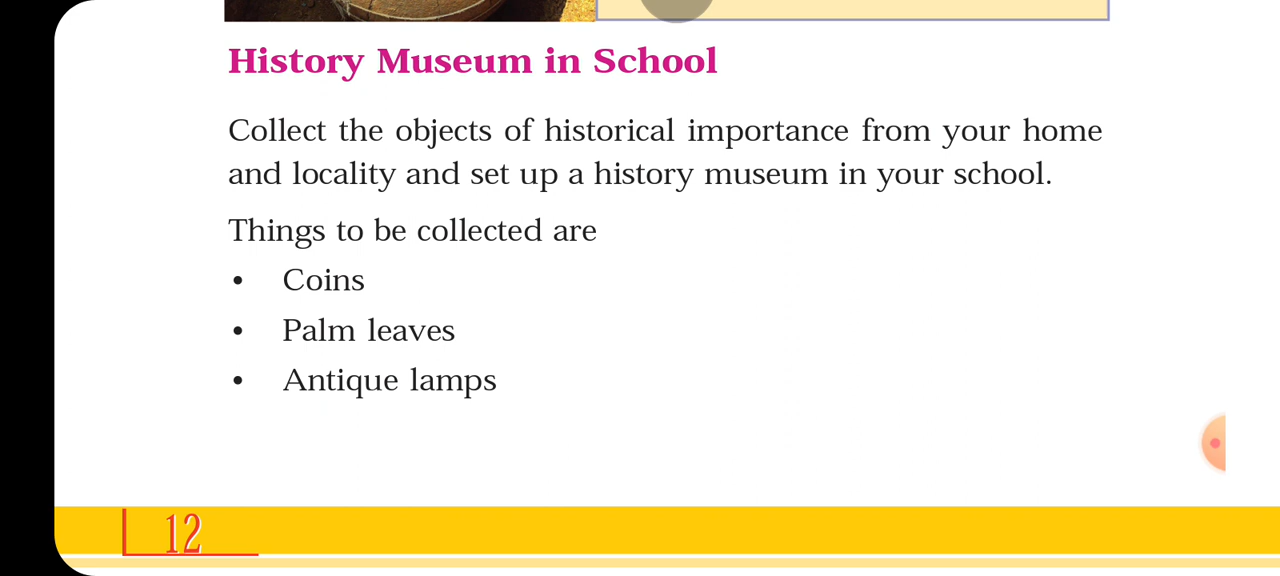 History Museum in School
Collect the objects of historical importance from your home
and locality and set up a history museum in your school.
Things to be collected are
• Coins
• Palm leaves
• Antique lamps
12